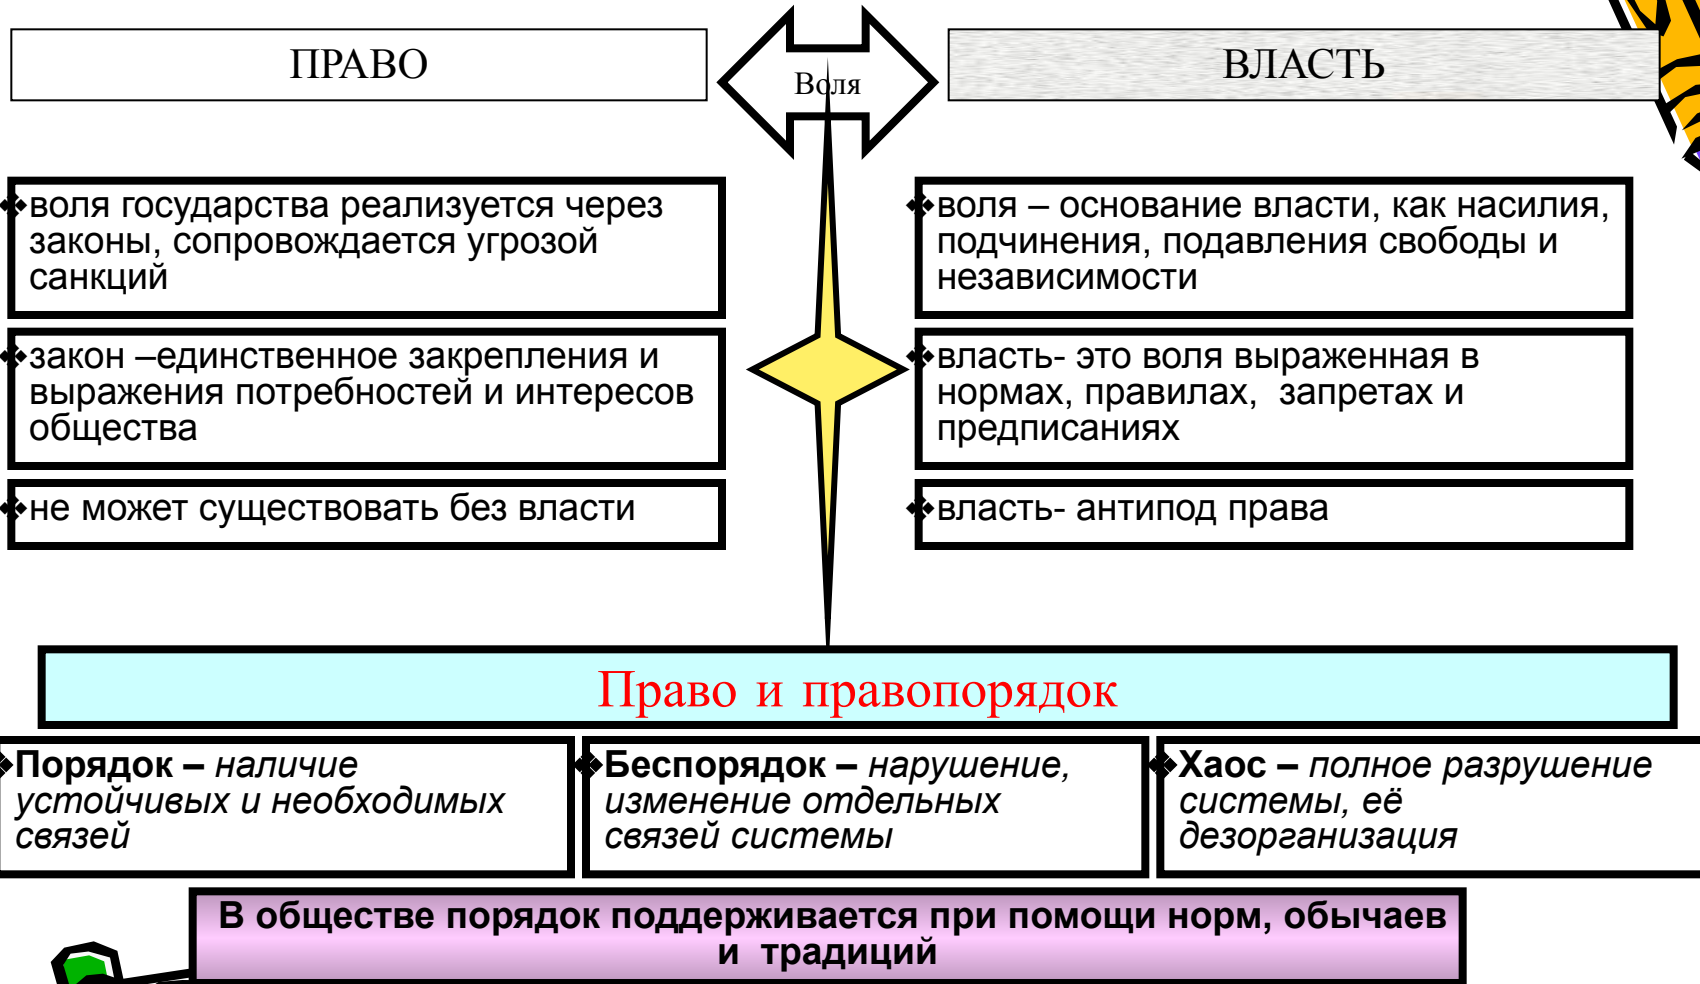 ПРАВО
Воля
ВЛАСТЬ
воля государства реализуется через
законы, сопровождается угрозой
санкций
закон –единственное закрепления и
выражения потребностей и интересов
общества
не может существовать без власти
воля – основание власти, как насилия,
подчинения, подавления свободы и
независимости
власть- это воля выраженная в
нормах, правилах, запретах и
предписаниях
власть- антипод права
Право и правопорядок
Порядок – наличие
устойчивых и необходимых
связей
Беспорядок – нарушение,
изменение отдельных
связей системы
Хаос – полное разрушение
системы, её
дезорганизация
В обществе порядок поддерживается при помощи норм, обычаев
и традиций